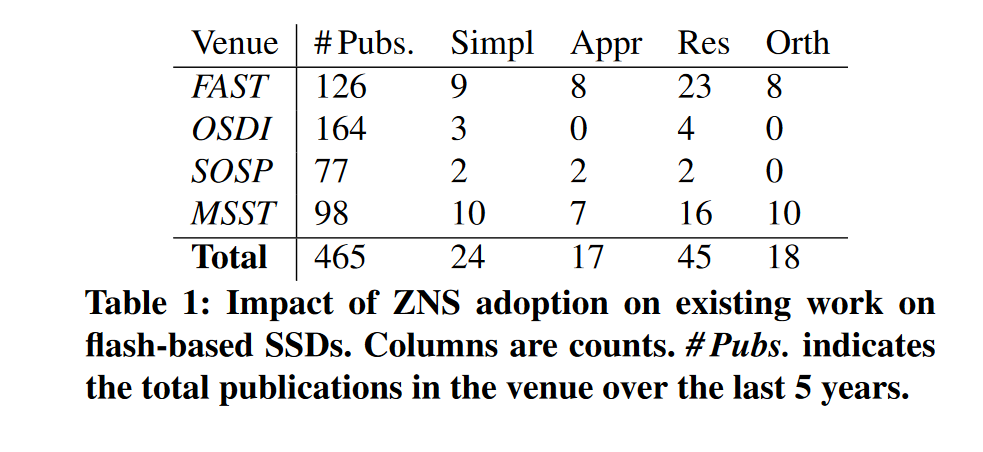 Venue # Pubs. Simpl Appr Res Orth
FAST 126 9 8 23 8
OSDI 164 3 0 4 0
SOSP 77 2 2 2 0
MSST 98 10 7 16 10
Total 465 24 17 45 18
Table 1: Impact of ZNS adoption on existing work on
flash-based SSDs. Columns are counts. # Pubs. indicates
the total publications in the venue over the last 5 years.